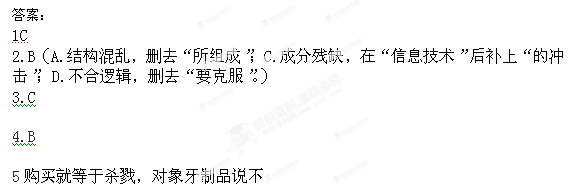 答案:
1C
2.B（A.结构混乱，删去“所组成”；C.成分残缺，在“信息技术”后补上“的冲
击”；D.不合逻辑，删去“要克服”。）
3.C
4.B
5购买就等于杀戮，对象牙制品说不